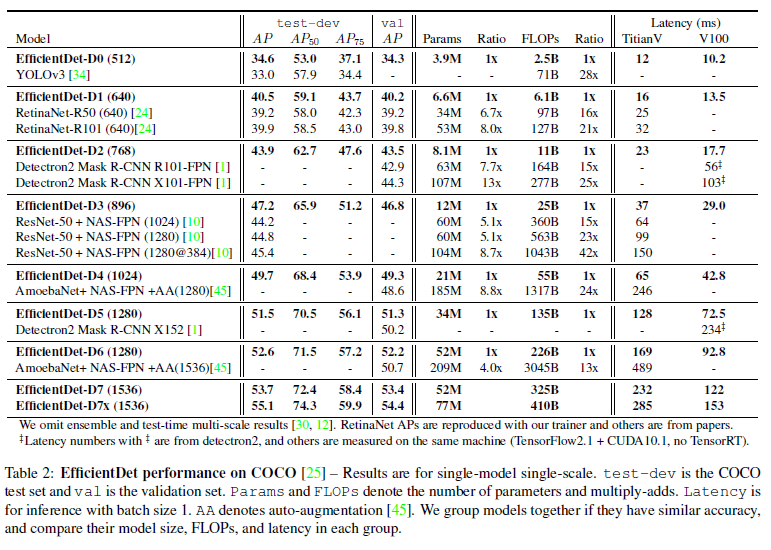 test-dev val Latency (ms)
Model AP AP50 AP75 AP Params Ratio FLOPs Ratio TitianV V100
EfficientDet-D0 (512) 34.6 53.0 37.1 34.3 3.9M 1x 2.5B 1x 12 10.2
YOLOv3 [34] 33.0 57.9 34.4 - - - 71B 28x - -
EfficientDet-D1 (640) 40.5 59.1 43.7 40.2 6.6M 1x 6.1B 1x 16 13.5
RetinaNet-R50 (640) [24] 39.2 58.0 42.3 39.2 34M 6.7x 97B 16x 25 -
RetinaNet-R101 (640)[24] 39.9 58.5 43.0 39.8 53M 8.0x 127B 21x 32 -
EfficientDet-D2 (768) 43.9 62.7 47.6 43.5 8.1M 1x 11B 1x 23 17.7
Detectron2 Mask R-CNN R101-FPN [1] - - - 42.9 63M 7.7x 164B 15x - 56‡
Detectron2 Mask R-CNN X101-FPN [1] - - - 44.3 107M 13x 277B 25x - 103‡
EfficientDet-D3 (896) 47.2 65.9 51.2 46.8 12M 1x 25B 1x 37 29.0
ResNet-50 + NAS-FPN (1024) [10] 44.2 - - - 60M 5.1x 360B 15x 64 -
ResNet-50 + NAS-FPN (1280) [10] 44.8 - - - 60M 5.1x 563B 23x 99 -
ResNet-50 + NAS-FPN (1280@384)[10] 45.4 - - - 104M 8.7x 1043B 42x 150 -
EfficientDet-D4 (1024) 49.7 68.4 53.9 49.3 21M 1x 55B 1x 65 42.8
AmoebaNet+ NAS-FPN +AA(1280)[45] - - - 48.6 185M 8.8x 1317B 24x 246 -
EfficientDet-D5 (1280) 51.5 70.5 56.1 51.3 34M 1x 135B 1x 128 72.5
Detectron2 Mask R-CNN X152 [1] - - - 50.2 - - - - - 234‡
EfficientDet-D6 (1280) 52.6 71.5 57.2 52.2 52M 1x 226B 1x 169 92.8
AmoebaNet+ NAS-FPN +AA(1536)[45] - - - 50.7 209M 4.0x 3045B 13x 489 -
EfficientDet-D7 (1536) 53.7 72.4 58.4 53.4 52M 325B 232 122
EfficientDet-D7x (1536) 55.1 74.3 59.9 54.4 77M 410B 285 153
We omit ensemble and test-time multi-scale results [30, 12]. RetinaNet APs are reproduced with our trainer and others are from papers.
‡Latency numbers with ‡ are from detectron2, and others are measured on the same machine (TensorFlow2.1 + CUDA10.1, no TensorRT).
Table 2: EfficientDet performance on COCO [25] – Results are for single-model single-scale. test-dev is the COCO
test set and val is the validation set. Params and FLOPs denote the number of parameters and multiply-adds. Latency is
for inference with batch size 1. AA denotes auto-augmentation [45]. We group models together if they have similar accuracy,
and compare their model size, FLOPs, and latency in each group.